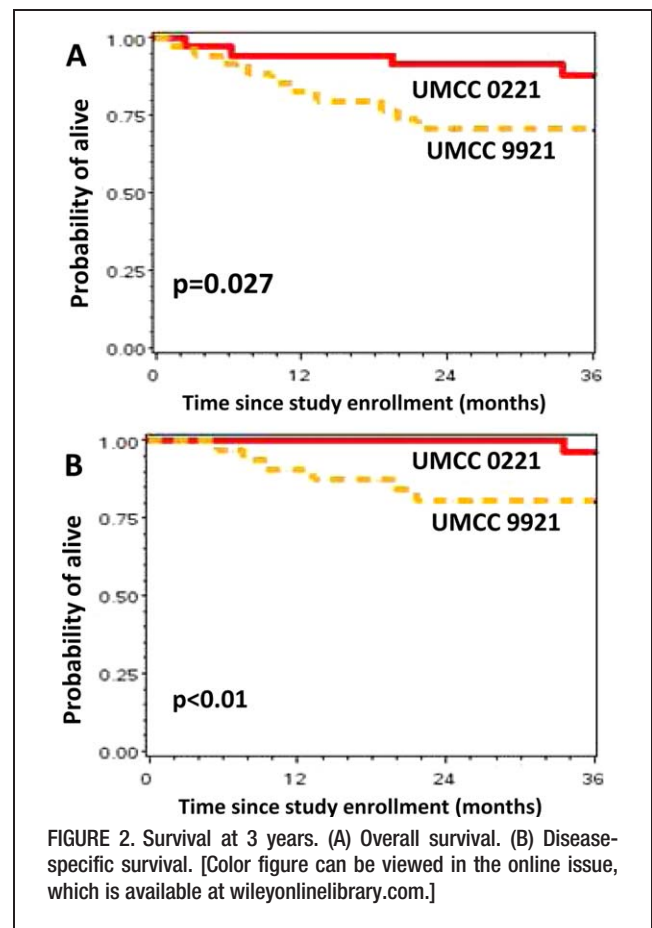 A
Probability of alive
1.00
0.75
0.50
0.25
0.00
UMCC 0221
UMCC 9921
p=0.027
0 12 24 36
Time since study enrollment (months)
B
Probability of alive
1.00
0.75
0.50
0.25
0.00
UMCC 0221
UMCC 9921
p<0.01
0 12 24 36
Time since study enrollment (months)
FIGURE 2. Survival at 3 years. (A) Overall survival. (B) Disease-
specific survival. [Color figure can be viewed in the online issue,
which is available at wileyonlinelibrary.com.]